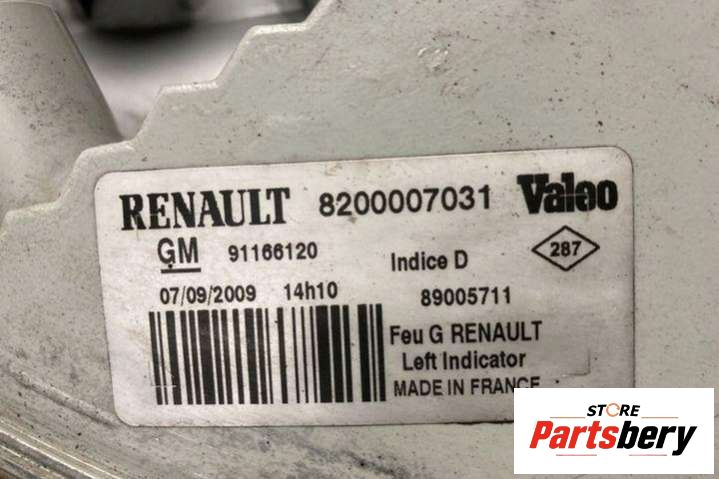 RENAULT 8200007031 Valeo
GM 91166120 Indice D 287
07/09/2009 14h10 89005711
Feu G RENAULT
Left Indicator
MADE IN FRANCE
STORE
Partsbery